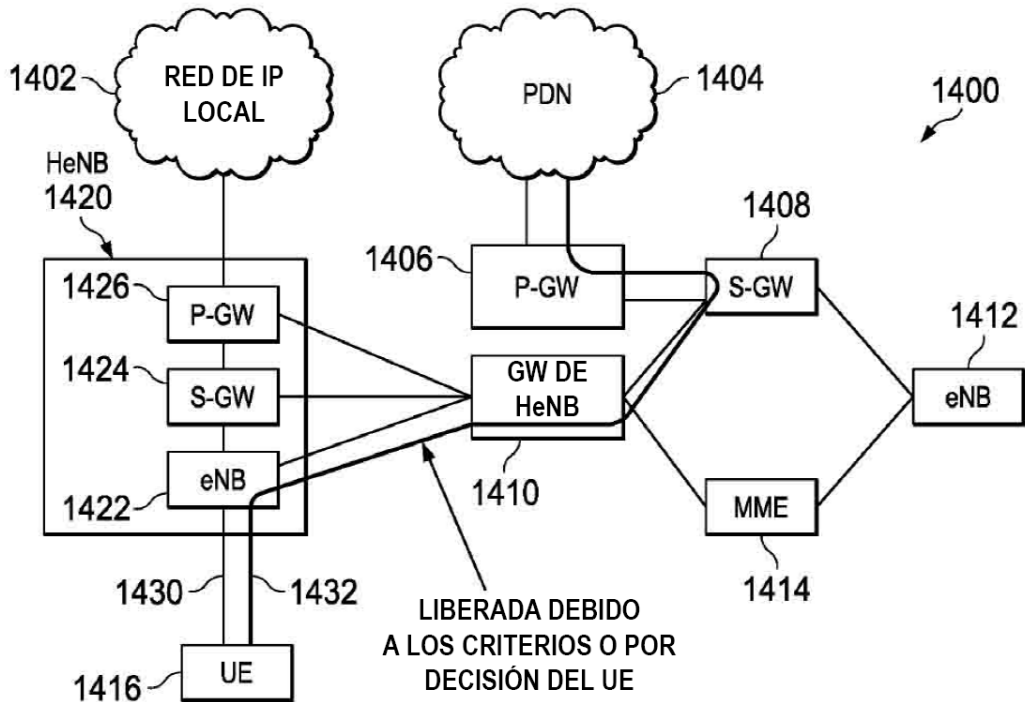 1402
RED DE IP
LOCAL
PDN
1404
1400
HeNB
1420
1408
1406
P-GW
S-GW
1426
P-GW
1412
1424
S-GW
GW DE
HeNB
eNB
1422
eNB
1410
MME
1414
1430
1432
LIBERADA DEBIDO
A LOS CRITERIOS O POR
DECISIÓN DEL UE
1416
UE